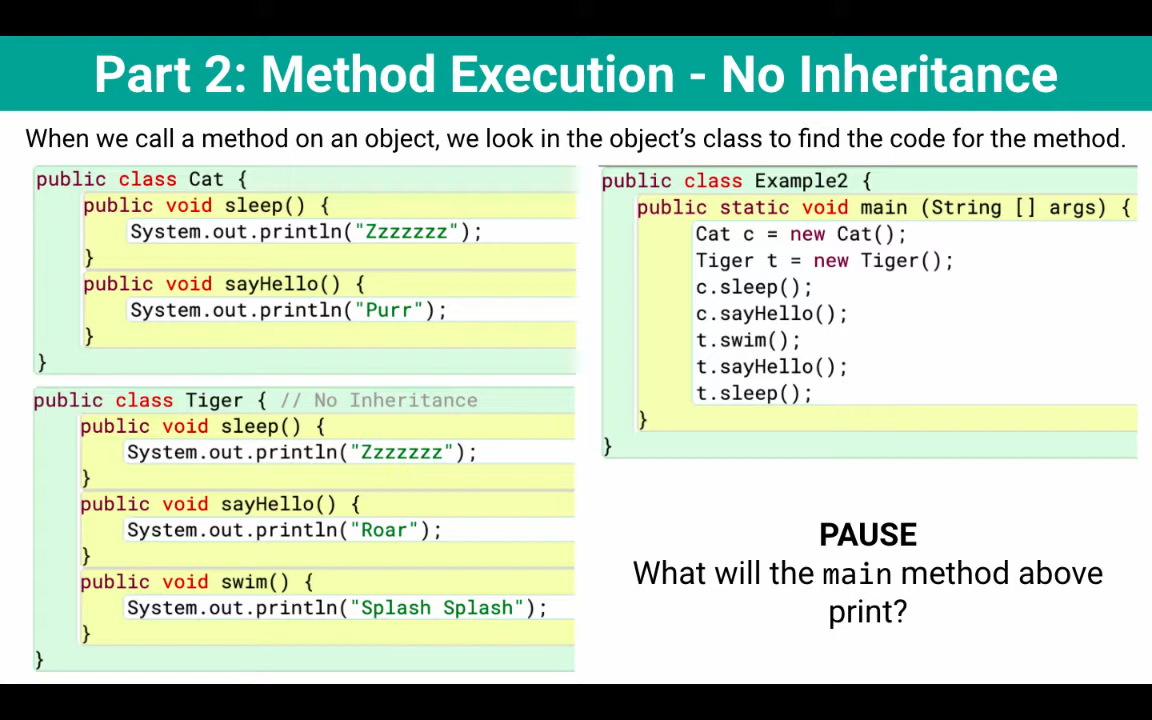 Part 2: Method Execution - No Inheritance
When we call a method on an object, we look in the object's class to find the code for the method.
public class Cat {
public void sleep() {
System.out.println("Zzzzzzz");
}
public void sayHello() {
System.out.println("Purr");
}
}
public class Tiger { // No Inheritance
public void sleep() {
System.out.println("Zzzzzzz");
}
public void sayHello() {
System.out.println("Roar");
}
public void swim() {
System.out.println("Splash Splash");
}
}
public class Example2 {
public static void main (String [] args) {
Cat c = new Cat();
Tiger t = new Tiger();
c.sleep();
c.sayHello();
t.swim();
t.sayHello();
t.sleep();
}
}
PAUSE
What will the main method above
print?